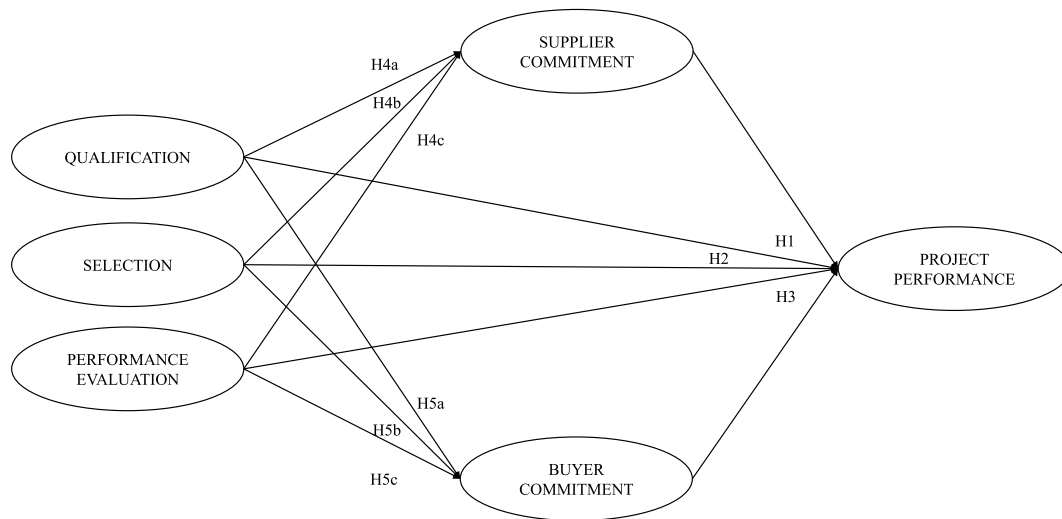 SUPPLIER
COMMITMENT
H4a
H4b
H4c
QUALIFICATION
SELECTION
PERFORMANCE
EVALUATION
H1
H2
H3
PROJECT
PERFORMANCE
H5a
H5b
H5c
BUYER
COMMITMENT